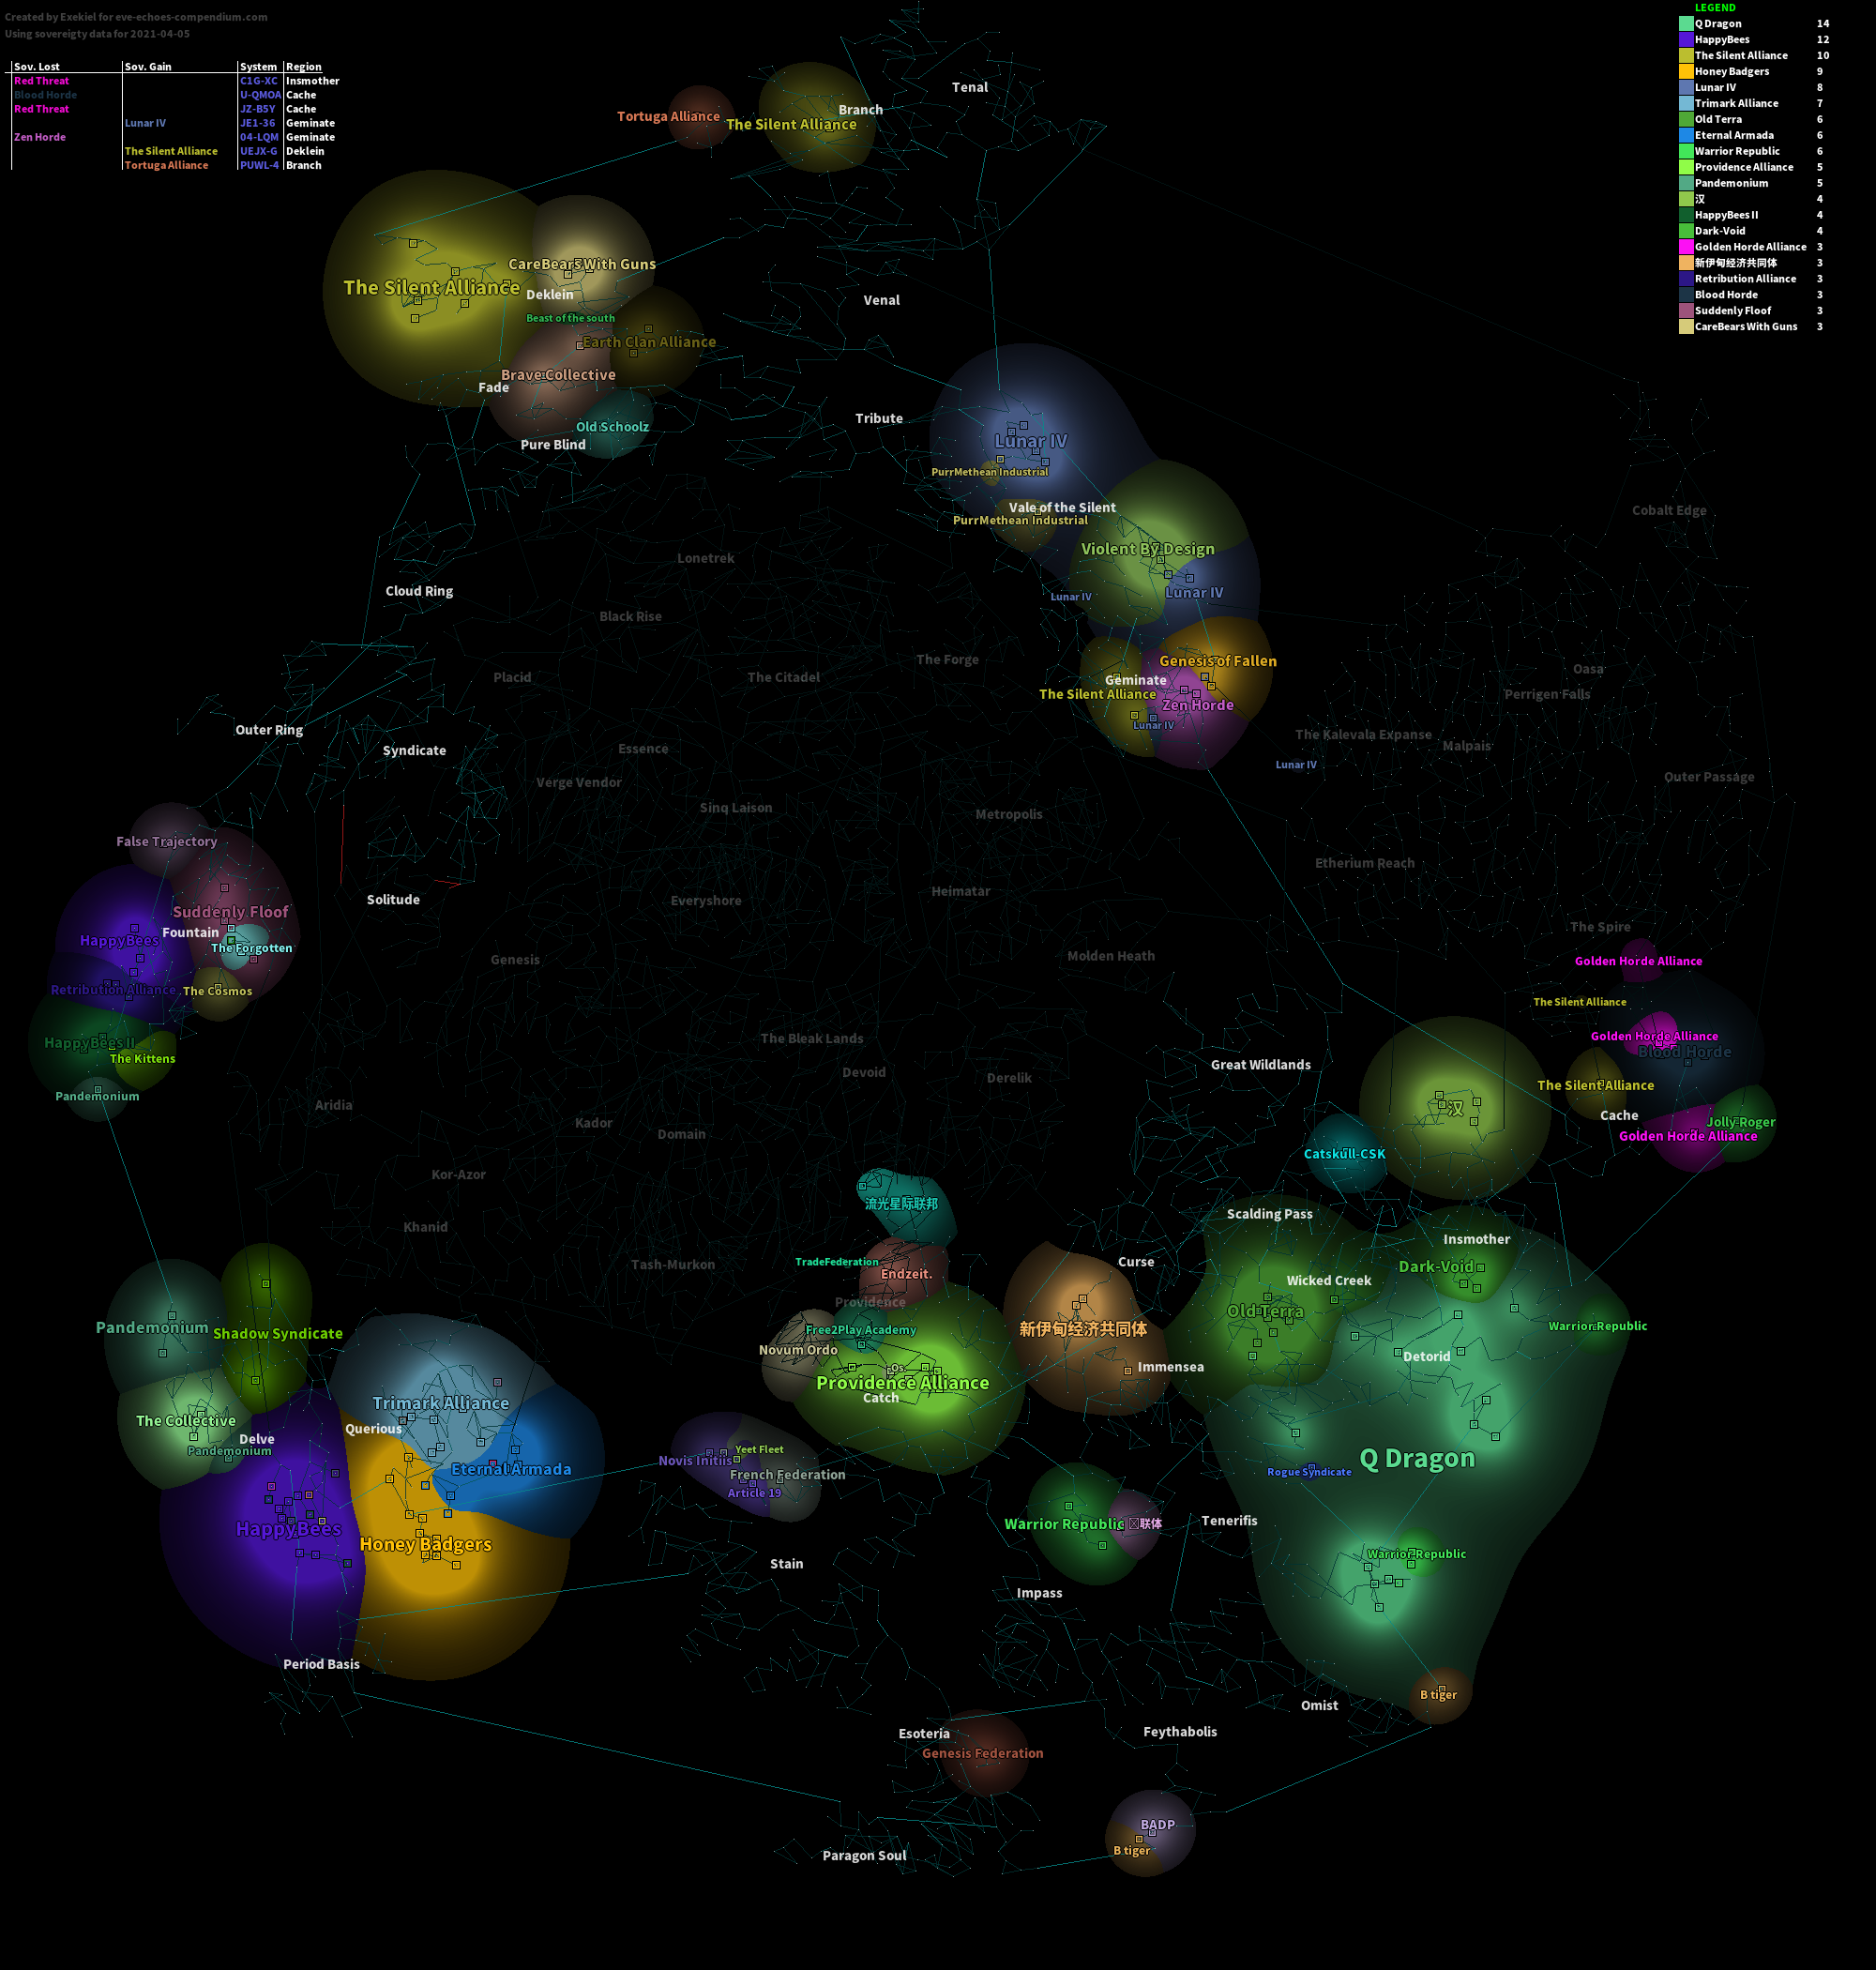 Created by Exekiel for eve-echoes-compendium.com
Using sovereigty data for 2021-04-05
Sov. Lost Sov. Gain System Region
Red Threat C1G-XC Insmother
Blood Horde U-QMOA Cache
Red Threat JZ-B5Y Cache
Lunar IV JE1-36 Geminate
Zen Horde 04-LQM Geminate
The Silent Alliance UEJX-G Deklein
Tortuga Alliance PUWL-4 Branch
LEGEND
Q Dragon 14
HappyBees 12
The Silent Alliance 10
Honey Badgers 9
Lunar IV 8
Trimark Alliance 7
Old Terra 6
Eternal Armada 6
Warrior Republic 6
Providence Alliance 5
Pandemonium 5
汉 4
HappyBees II 4
Dark-Void 4
Golden Horde Alliance 3
新伊甸经济共同体 3
Retribution Alliance 3
Blood Horde 3
Suddenly Floof 3
CareBears With Guns 3
Tenal
Branch
Tortuga Alliance
The Silent Alliance
CareBears With Guns
The Silent Alliance
Deklein
Venal
Beast of the south
Earth Clan Alliance
Brave Collective
Fade
Tribute
Old Schoolz
Pure Blind
Lunar IV
PurrMethean Industrial
Vale of the Silent
PurrMethean Industrial
Cobalt Edge
Violent By Design
Lonetrek
Cloud Ring
Lunar IV
Lunar IV
Black Rise
The Forge
Genesis of Fallen
Oasa
Placid
The Citadel
Geminate
The Silent Alliance
Perrigen Falls
Zen Horde
Lunar IV
Outer Ring
The Kalevala Expanse
Syndicate
Essence
Malpais
Lunar IV
Outer Passage
Verge Vendor
Sinq Laison
Metropolis
False Trajectory
Etherium Reach
Solitude
Everyshore
Heimatar
Suddenly Floof
The Spire
Fountain
HappyBees
The Forgotten
Molden Heath
Genesis
Golden Horde Alliance
Retribution Alliance
The Cosmos
The Silent Alliance
The Bleak Lands
Golden Horde Alliance
HappyBees II
Blood Horde
The Kittens
Great Wildlands
Devoid
Derelik
The Silent Alliance
Pandemonium
Aridia
汉
Cache
Kador
Jolly Roger
Domain
Golden Horde Alliance
Catskull-CSK
Kor-Azor
流光星际联邦
Scalding Pass
Khanid
Insmother
TradeFederation
Tash-Murkon
Curse
Dark-Void
Endzeit.
Wicked Creek
Providence
Old Terra
Pandemonium
Shadow Syndicate
Free2Play Academy
新伊甸经济共同体
Warrior Republic
Novum Ordo
Detorid
Os
Immensea
Providence Alliance
Catch
Trimark Alliance
The Collective
Querious
Delve
Pandemonium
Yeet Fleet
Novis Initiis
Q Dragon
Eternal Armada
French Federation
Rogue Syndicate
Article 19
HappyBees
Warrior Republic
联体
Tenerifis
Honey Badgers
Warrior Republic
Stain
Impass
Period Basis
B tiger
Omist
Esoteria
Feythabolis
Genesis Federation
BADP
B tiger
Paragon Soul